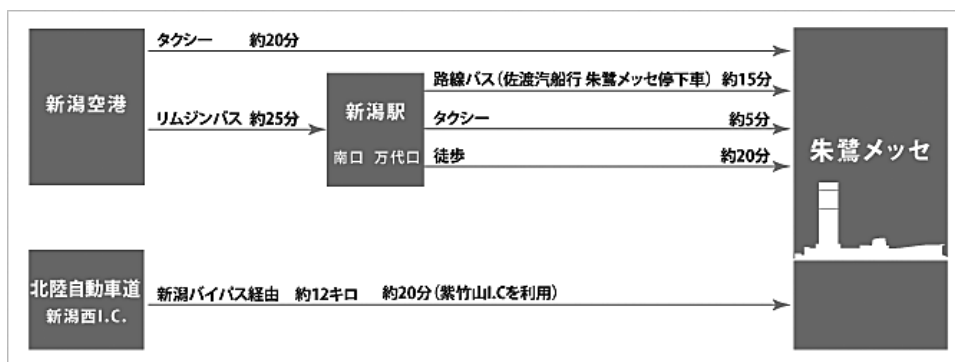 新潟空港
タクシー 約20分
リムジンバス 約25分
新潟駅
南口 万代口
路線バス(佐渡汽船行 朱鷺メッセ停下車) 約15分
タクシー 約5分
徒歩 約20分
朱鷺メッセ
北陸自動車道
新潟西I.C.
新潟バイパス経由 約12キロ 約20分(紫竹山I.Cを利用)